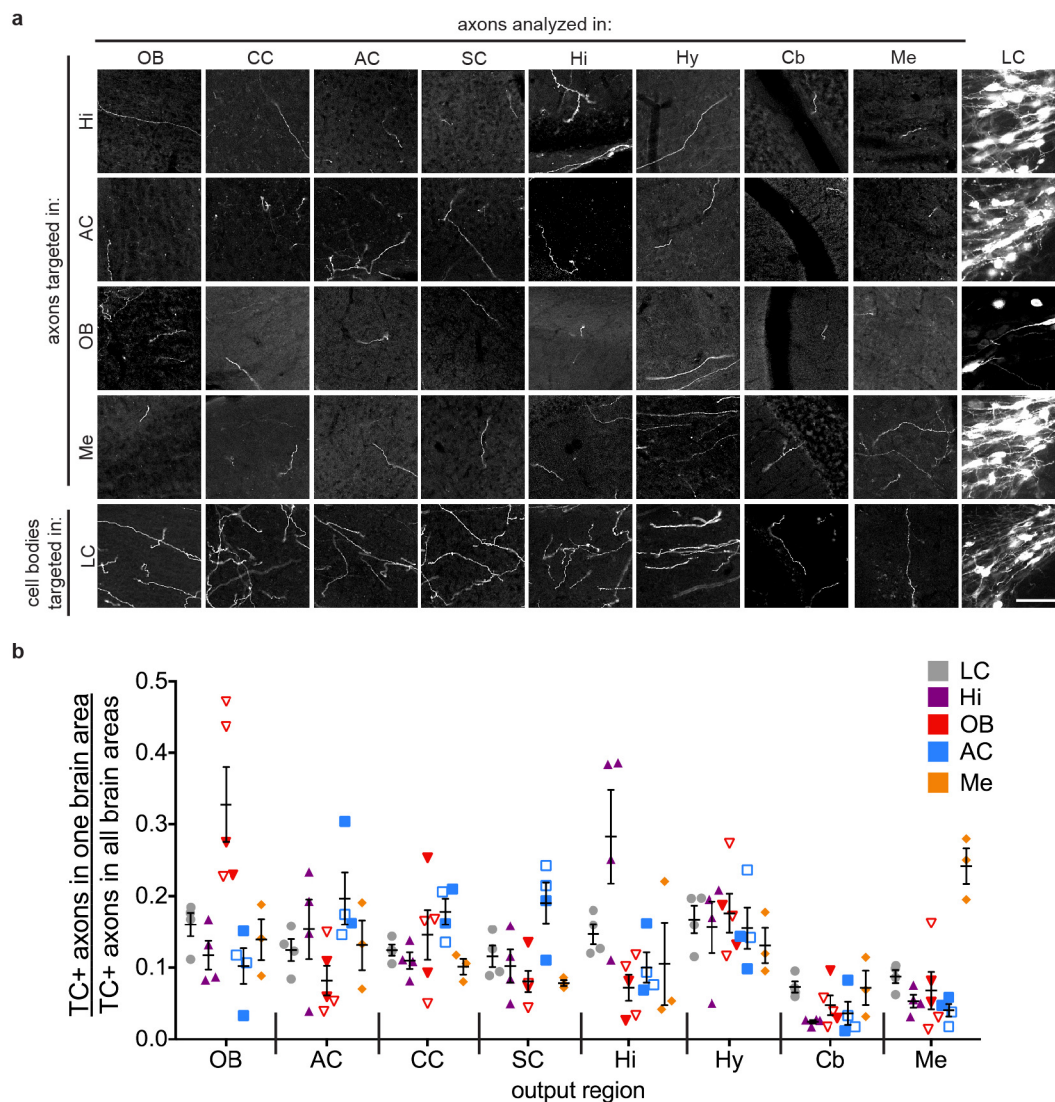 a
axons analyzed in:
OB CC AC SC Hi Hy Cb Me LC
axons targeted in:
Hi
AC
OB
Me
cell bodies
targeted in:
LC
b
TC+ axons in one brain area
TC+ axons in all brain areas
0.5
0.4
0.3
0.2
0.1
0.0
LC
Hi
OB
AC
Me
OB AC CC SC Hi Hy Cb Me
output region